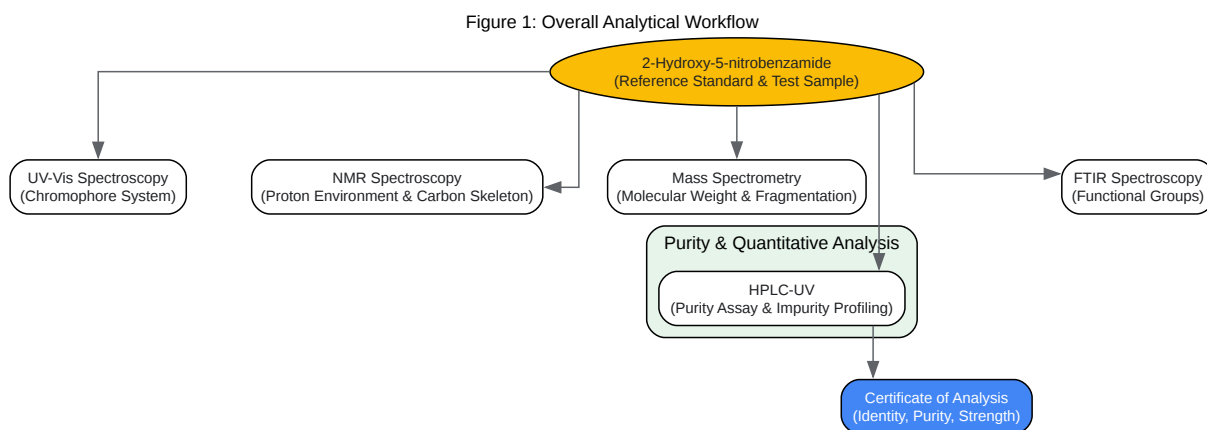 Figure 1: Overall Analytical Workflow
2-Hydroxy-5-nitrobenzamide
(Reference Standard & Test Sample)
UV-Vis Spectroscopy
(Chromophore System)
NMR Spectroscopy
(Proton Environment & Carbon Skeleton)
Mass Spectrometry
(Molecular Weight & Fragmentation)
FTIR Spectroscopy
(Functional Groups)
Purity & Quantitative Analysis
HPLC-UV
(Purity Assay & Impurity Profiling)
Certificate of Analysis
(Identity, Purity, Strength)